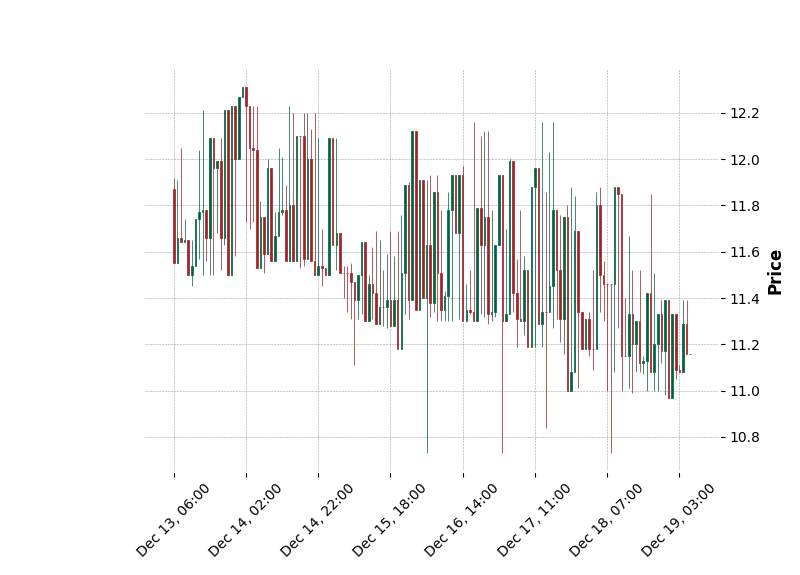 12.2
12.0
11.8
11.6
11.4
11.2
11.0
10.8
Price
Dec 13, 06:00
Dec 14, 02:00
Dec 14, 22:00
Dec 15, 18:00
Dec 16, 14:00
Dec 17, 11:00
Dec 18, 07:00
Dec 19, 03:00